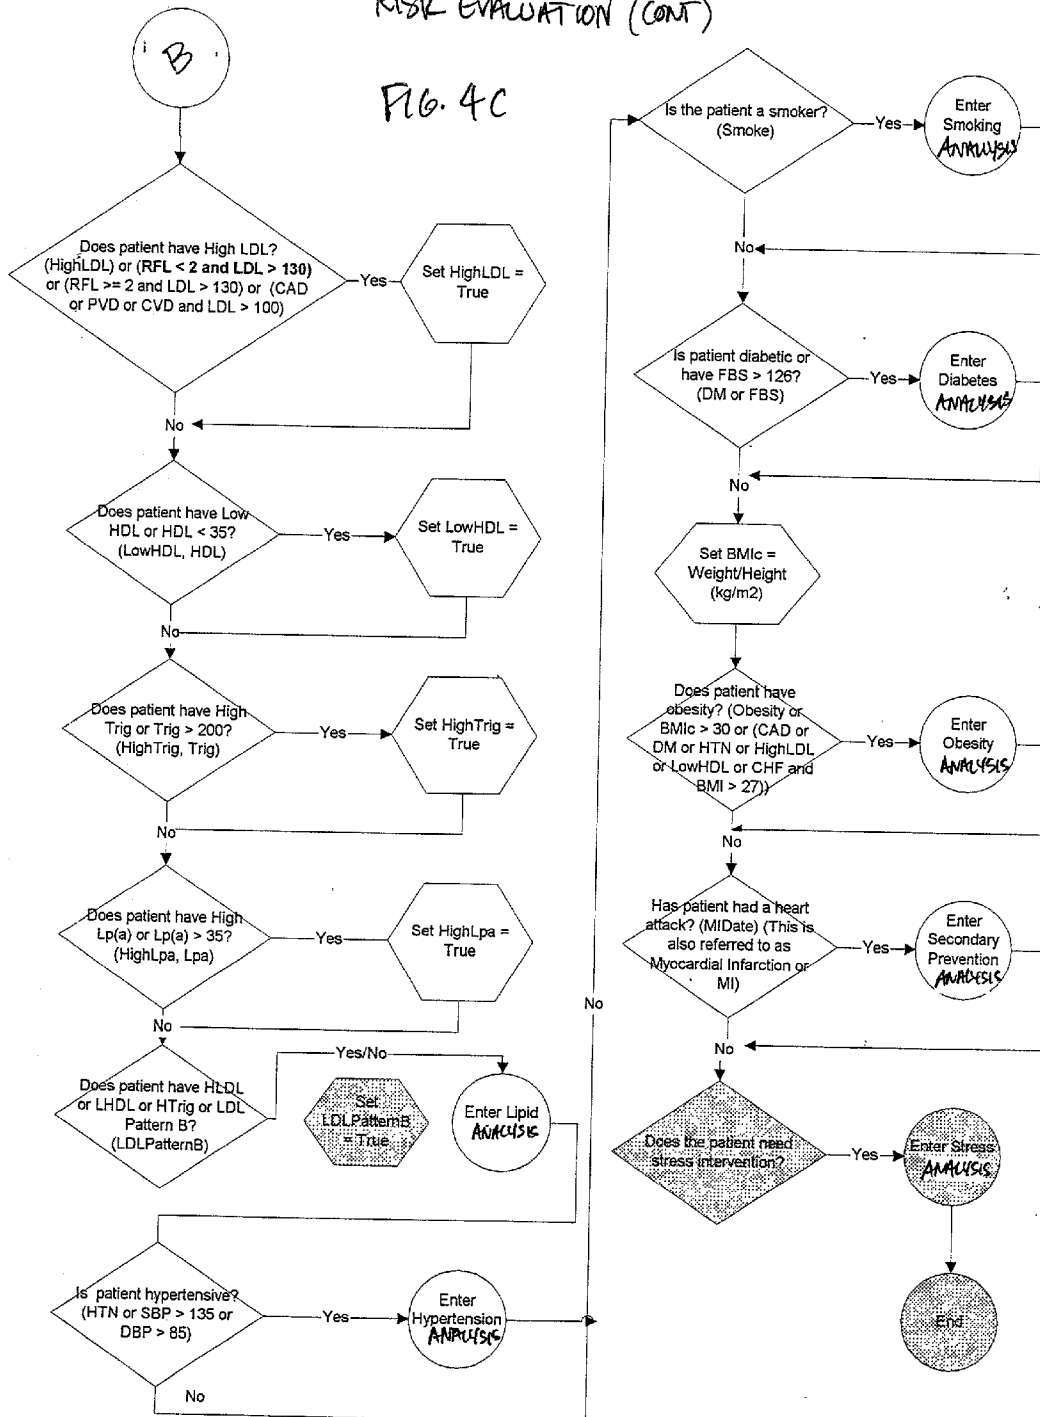 RISK EVALUATION (CONT)
FIG. 4C
B
Does patient have High LDL?
(HighLDL) or (RFL < 2 and LDL > 130)
or (RFL >= 2 and LDL > 130) or (CAD
or PVD or CVD and LDL > 100)
Yes
Set HighLDL =
True
No
Does patient have Low
HDL or HDL < 35?
(LowHDL, HDL)
Yes
Set LowHDL =
True
No
Does patient have High
Trig or Trig > 200?
(HighTrig, Trig)
Yes
Set HighTrig =
True
No
Does patient have High
Lp(a) or Lp(a) > 35?
(HighLpa, Lpa)
Yes
Set HighLpa =
True
No
Does patient have HLDL
or LHDL or HTrig or LDL
Pattern B?
(LDLPatternB)
Yes/No
Set
LDLPatternB
= True
Enter Lipid
ANALYSIS
Is patient hypertensive?
(HTN or SBP > 135 or
DBP > 85)
Yes
Enter
Hypertension
ANALYSIS
No
No
Is the patient a smoker?
(Smoke)
Yes
Enter
Smoking
ANALYSIS
No
Is patient diabetic or
have FBS > 126?
(DM or FBS)
Yes
Enter
Diabetes
ANALYSIS
No
Set BMIc =
Weight/Height
(kg/m2)
Does patient have
obesity? (Obesity or
BMIc > 30 or (CAD or
DM or HTN or HighLDL
or LowHDL or CHF and
BMI > 27))
Yes
Enter
Obesity
ANALYSIS
No
Has patient had a heart
attack? (MIDate) (This is
also referred to as
Myocardial Infarction or
MI)
Yes
Enter
Secondary
Prevention
ANALYSIS
No
Does the patient need
stress intervention?
Yes
Enter Stress
ANALYSIS
End